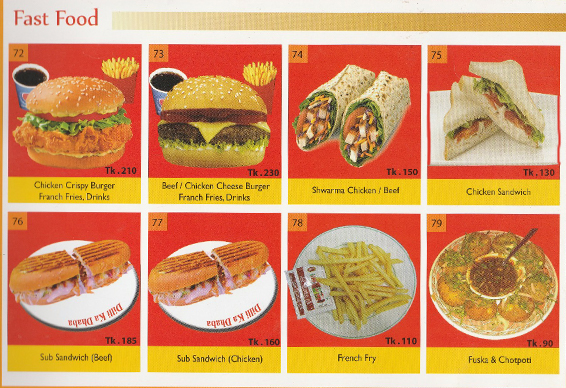 Fast Food
72
Tk.210
Chicken Crispy Burger
Franch Fries, Drinks
73
Tk.230
Beef / Chicken Cheese Burger
Franch Fries, Drinks
74
Tk.150
Shwarma Chicken / Beef
75
Tk.130
Chicken Sandwich
76
Dilli Ka Dhaba
Tk.185
Sub Sandwich (Beef)
77
Dilli Ka Dhaba
Tk.160
Sub Sandwich (Chicken)
78
Tk.110
French Fry
79
Tk.90
Fuska & Chotpoti